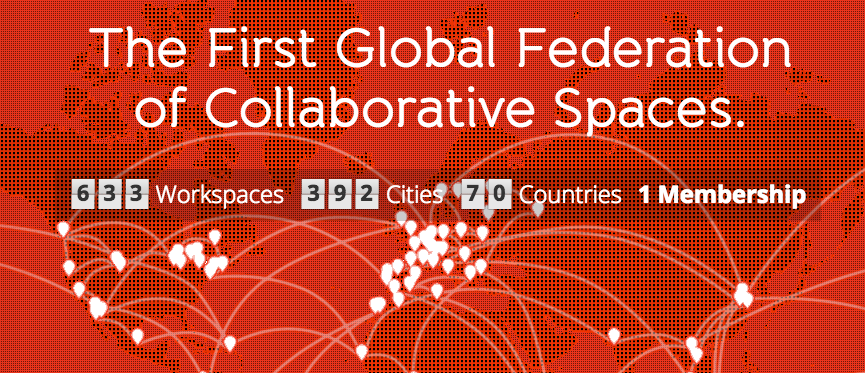 The First Global Federation
of Collaborative Spaces.
633 Workspaces 392 Cities 70 Countries 1 Membership